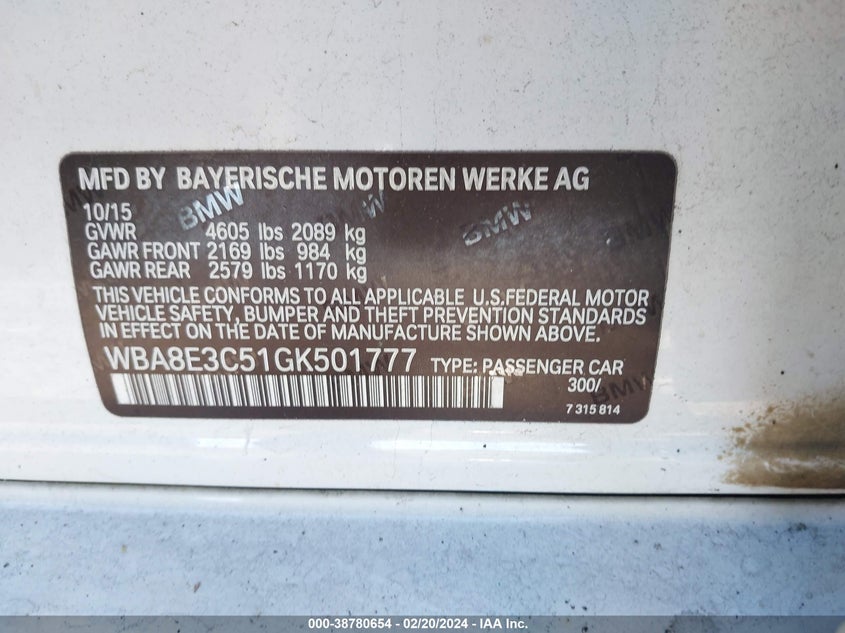 MFD BY BAYERISCHE MOTOREN WERKE AG
10/15
GVWR 4605 lbs 2089 kg
GAWR FRONT 2169 lbs 984 kg
GAWR REAR 2579 lbs 1170 kg
THIS VEHICLE CONFORMS TO ALL APPLICABLE U.S.FEDERAL MOTOR
VEHICLE SAFETY, BUMPER AND THEFT PREVENTION STANDARDS
IN EFFECT ON THE DATE OF MANUFACTURE SHOWN ABOVE.
WBA8E3C51GK501777 TYPE: PASSENGER CAR
300/
7 315 814
BMW
BMW
BMW
000-38780654 - 02/20/2024 - IAA Inc.